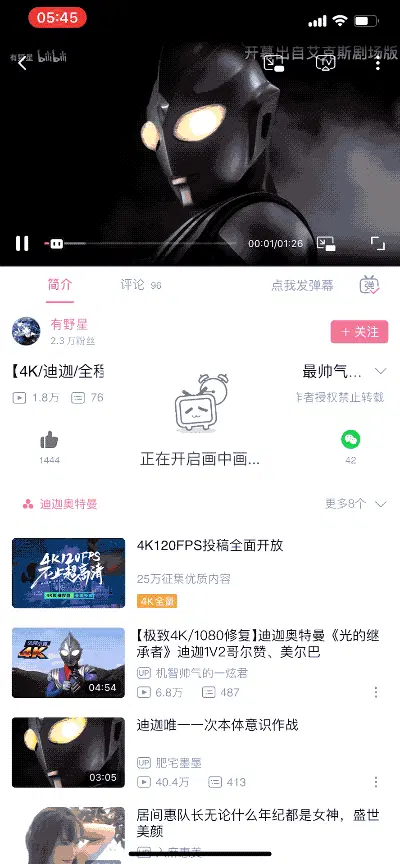 05:45
有野星 bilibili
开幕出自艾克斯剧场版
TV
00:01/01:26
简介
评论 96
点我发弹幕
弹
有野星
2.3万粉丝
+ 关注
【4K/迪迦/全程
最帅气...
1.8万
76
作者授权禁止转载
正在开启画中画...
1444
42
迪迦奥特曼
更多8个
4K120FPS投稿全面开放
4K120FPS
不止超高清
25万征集优质内容
4K全量
【极致4K/1080修复】迪迦奥特曼《光的继
承者》迪迦1V2哥尔赞、美尔巴
4K
04:54
UP 机智帅气的一炫君
6.8万
487
迪迦唯一一次本体意识作战
03:05
UP 肥宅墨墨
40.4万
413
居间惠队长无论什么年纪都是女神，盛世
美颜
UP